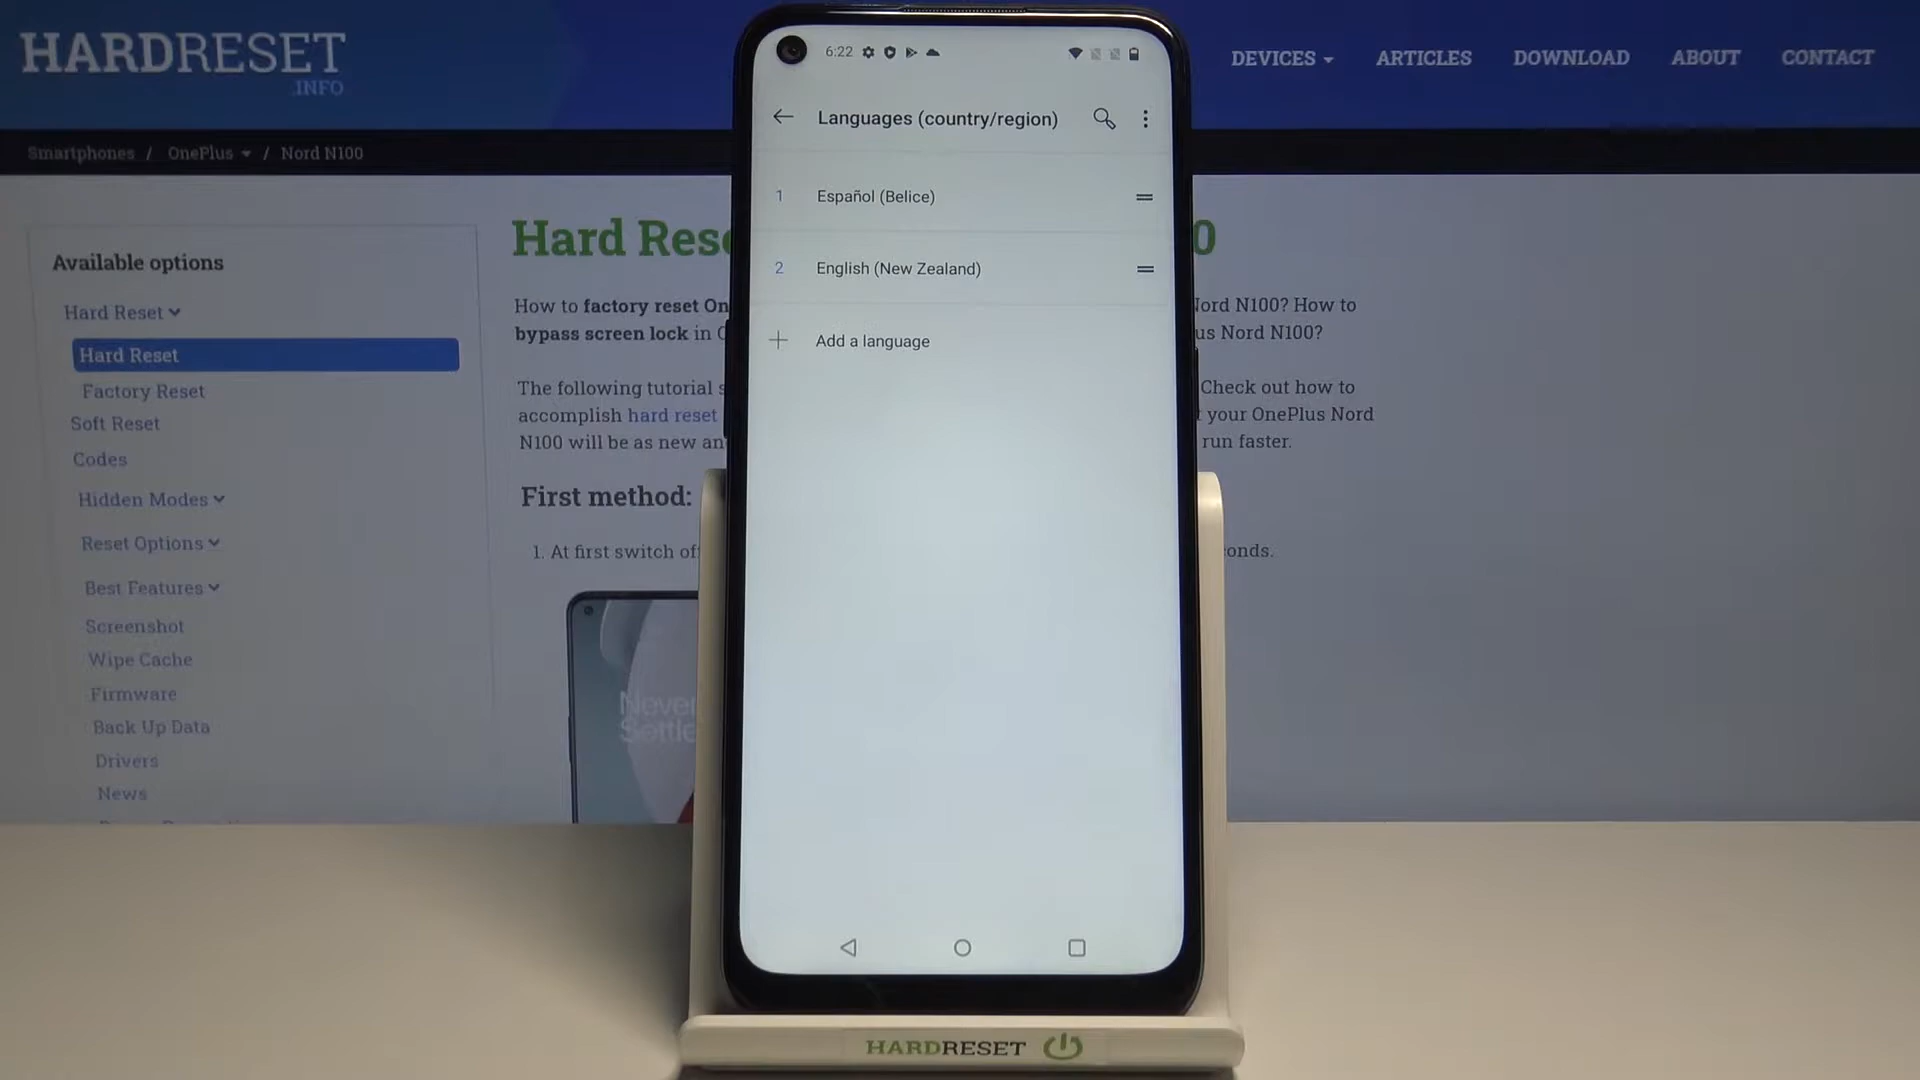 HARDRESET
.INFO
DEVICES
ARTICLES
DOWNLOAD
ABOUT
CONTACT
Smartphones / OnePlus / Nord N100
Available options
Hard Reset
Hard Reset
Factory Reset
Soft Reset
Codes
Hidden Modes
Reset Options
Best Features
Screenshot
Wipe Cache
Firmware
Back Up Data
Drivers
News
Hard Rese
0
How to factory reset On
Nord N100? How to
bypass screen lock in
us Nord N100?
The following tutorial s
Check out how to
accomplish hard reset
your OnePlus Nord
N100 will be as new an
run faster.
First method:
1. At first switch of
onds.
Never
Settle
6:22
Languages (country/region)
1 Español (Belice)
2 English (New Zealand)
+ Add a language
HARDRESET